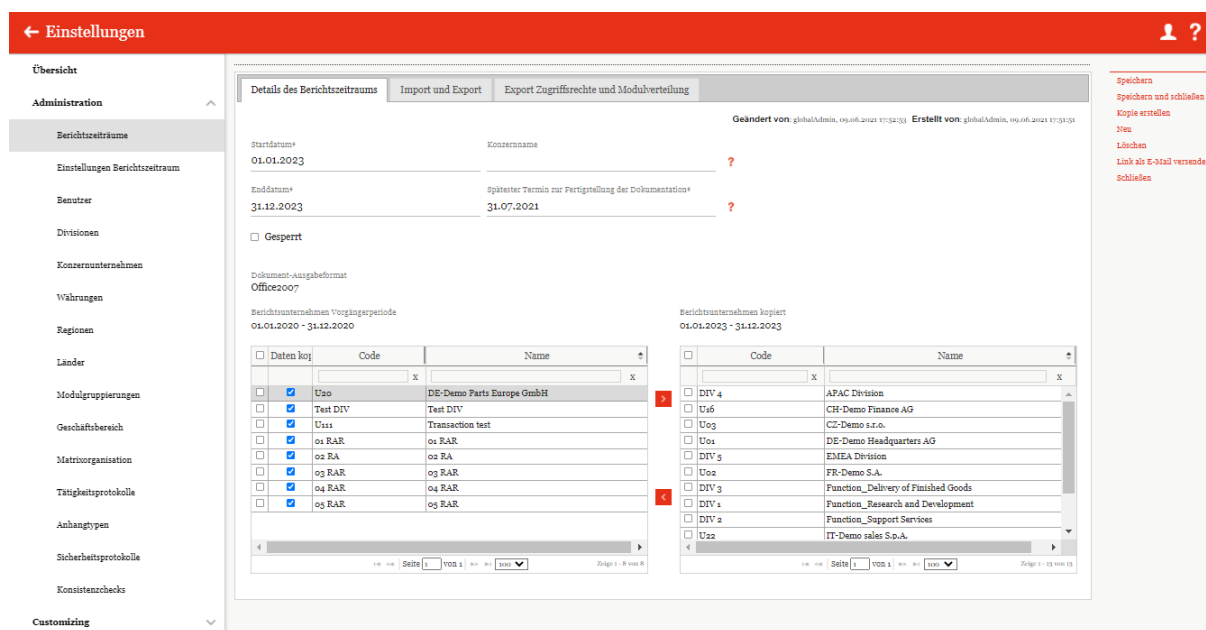 ← Einstellungen ?
Übersicht
Administration
Berichtszeiträume
Einstellungen Berichtszeitraum
Benutzer
Divisionen
Konzernunternehmen
Währungen
Regionen
Länder
Modulgruppierungen
Geschäftsbereich
Matrixorganisation
Tätigkeitsprotokolle
Anhangtypen
Sicherheitsprotokolle
Konsistenzchecks
Customizing
Details des Berichtszeitraums Import und Export Export Zugriffsrechte und Modulverteilung
Geändert von: globalAdmin, 09.06.2021 17:52:53 Erstellt von: globalAdmin, 09.06.2021 17:51:51
Startdatum* Konzernname
01.01.2023 ?
Enddatum* Spätester Termin zur Fertigstellung der Dokumentation*
31.12.2023 31.07.2021 ?
Gesperrt
Dokument-Ausgabeformat
Office2007
Berichtsunternehmen Vorgängerperiode
01.01.2020 - 31.12.2020
Daten kop Code Name
x x
U20 DE-Demo Parts Europe GmbH
Test DIV Test DIV
U111 Transaction test
01 RAR 01 RAR
02 RA 02 RA
03 RAR 03 RAR
04 RAR 04 RAR
05 RAR 05 RAR
Seite 1 von 1 100 Zeige 1 - 8 von 8
>
<
Berichtsunternehmen kopiert
01.01.2023 - 31.12.2023
Code Name
x x
DIV 4 APAC Division
U16 CH-Demo Finance AG
U03 CZ-Demo s.r.o.
U01 DE-Demo Headquarters AG
DIV 5 EMEA Division
U02 FR-Demo S.A.
DIV 3 Function_Delivery of Finished Goods
DIV 1 Function_Research and Development
DIV 2 Function_Support Services
U22 IT-Demo sales S.p.A.
Seite 1 von 1 100 Zeige 1 - 13 von 13
Speichern
Speichern und schließen
Kopie erstellen
Neu
Löschen
Link als E-Mail versende
Schließen